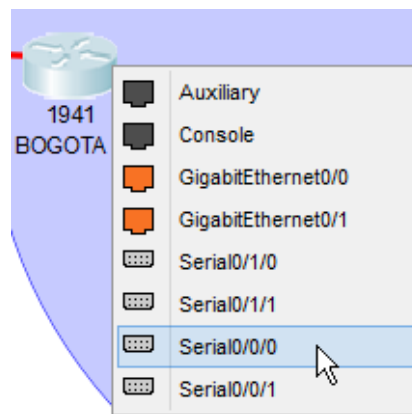 1941
BOGOTA
Auxiliary
Console
GigabitEthernet0/0
GigabitEthernet0/1
Serial0/1/0
Serial0/1/1
Serial0/0/0
Serial0/0/1